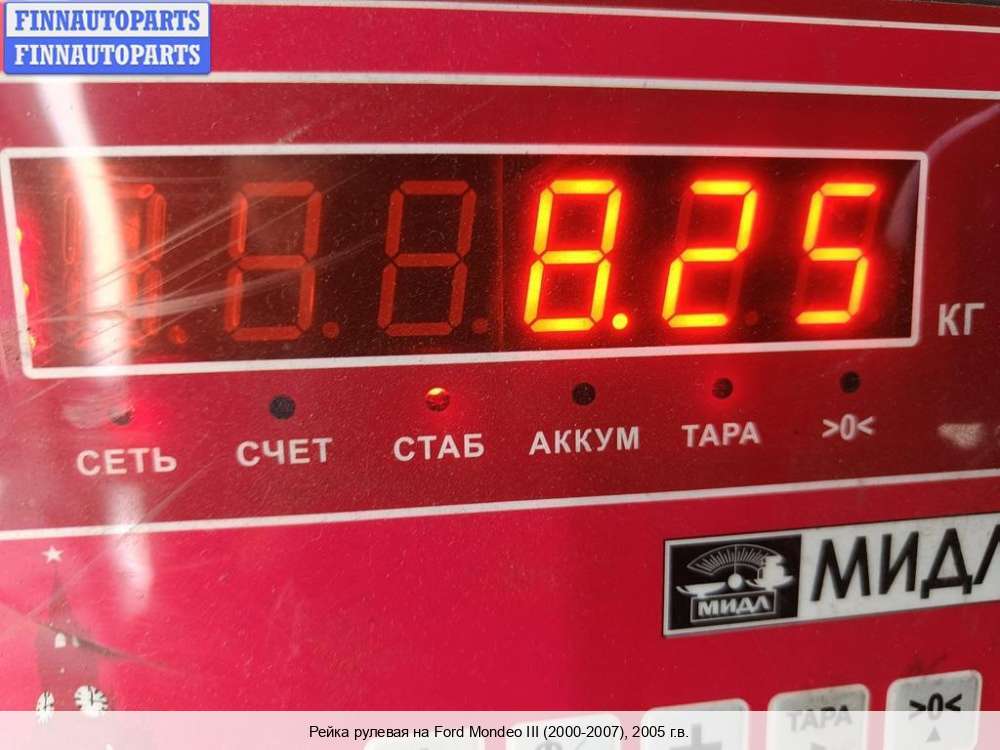 FINNAUTOPARTS
FINNAUTOPARTS
8.25
КГ
СЕТЬ СЧЕТ СТАБ АККУМ ТАРА >0<
МИДЛ МИДЛ
ТАРА >0<
Рейка рулевая на Ford Mondeo III (2000-2007), 2005 г.в.